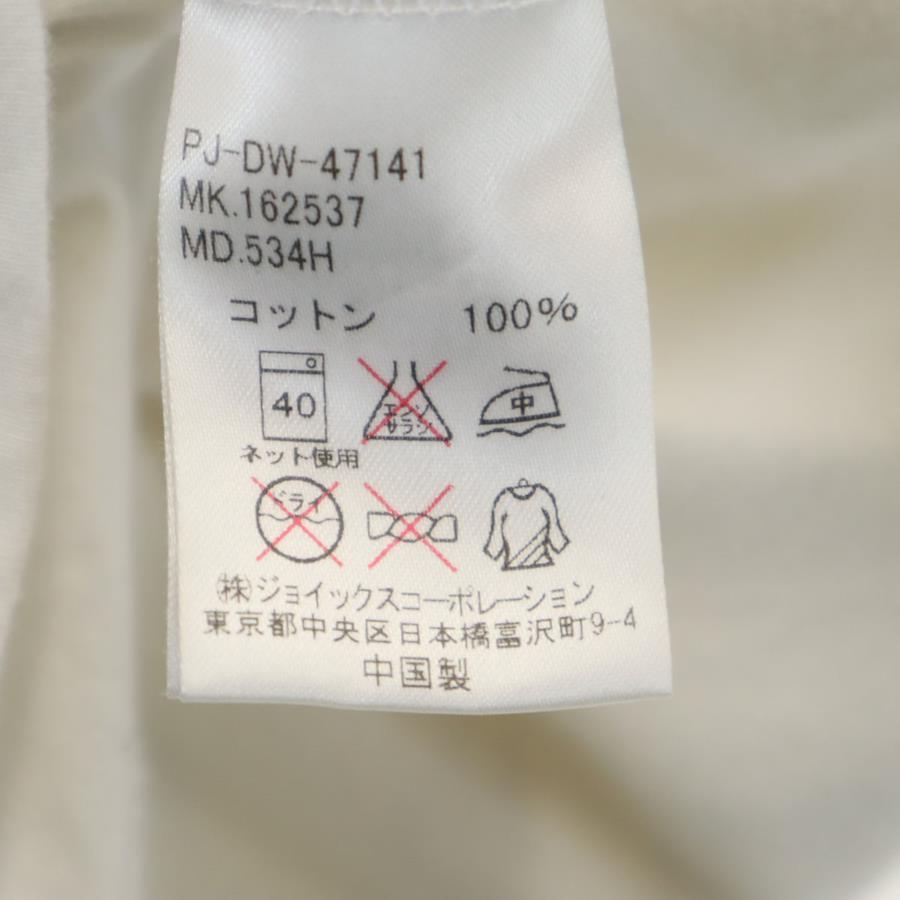 PJ-DW-47141
MK.162537
MD.534H
コットン 100%
40
エンソ
サラシ
中
ネット使用
ドライ
㈱ジョイックスコーポレーション
東京都中央区日本橋富沢町9-4
中国製